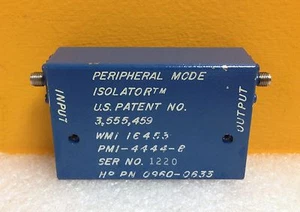 PERIPHERAL MODE
ISOLATOR™
U.S. PATENT NO.
3,555,459
WMI 16453
PMI-4444-8
SER NO. 1220
HP PN 0960-0633
INPUT
OUTPUT